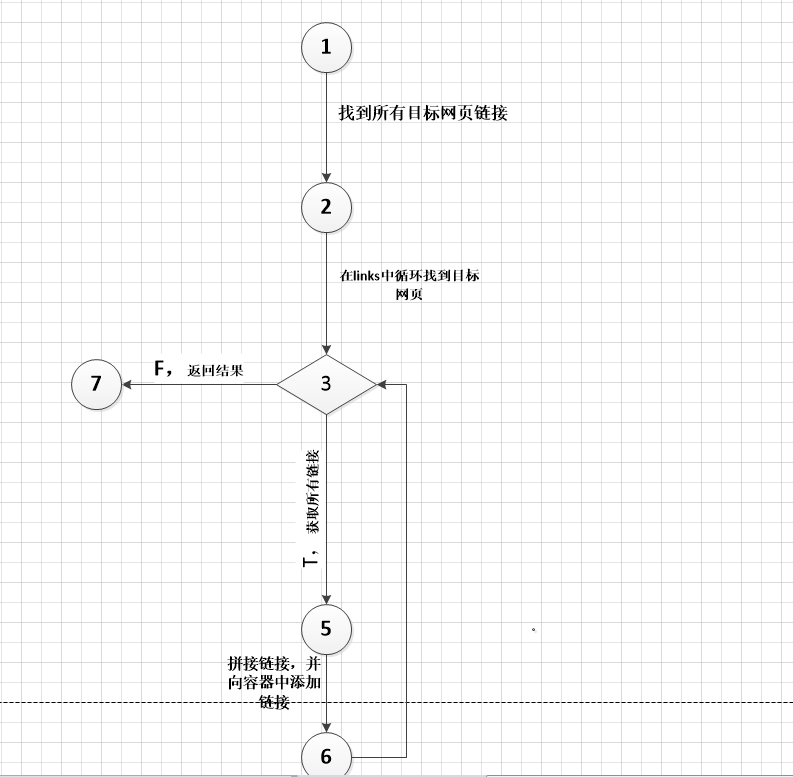 1
找到所有目标网页链接
2
在links中循环找到目标
网页
F，返回结果
7
3
T，获取所有链接
5
拼接链接，并
向容器中添加
链接
6